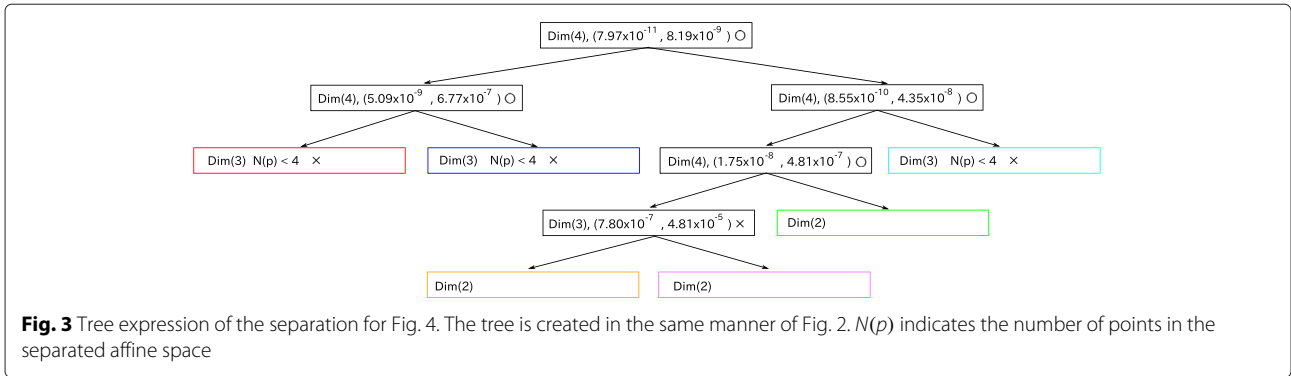 Dim(4), (7.97x10⁻¹¹, 8.19x10⁻⁹) ○
Dim(4), (5.09x10⁻⁹, 6.77x10⁻⁷) ○
Dim(4), (8.55x10⁻¹⁰, 4.35x10⁻⁸) ○
Dim(3) N(p) < 4 ×
Dim(3) N(p) < 4 ×
Dim(4), (1.75x10⁻⁸, 4.81x10⁻⁷) ○
Dim(3) N(p) < 4 ×
Dim(3), (7.80x10⁻⁷, 4.81x10⁻⁵) ×
Dim(2)
Dim(2)
Dim(2)
Fig. 3 Tree expression of the separation for Fig. 4. The tree is created in the same manner of Fig. 2. N(p) indicates the number of points in the
separated affine space